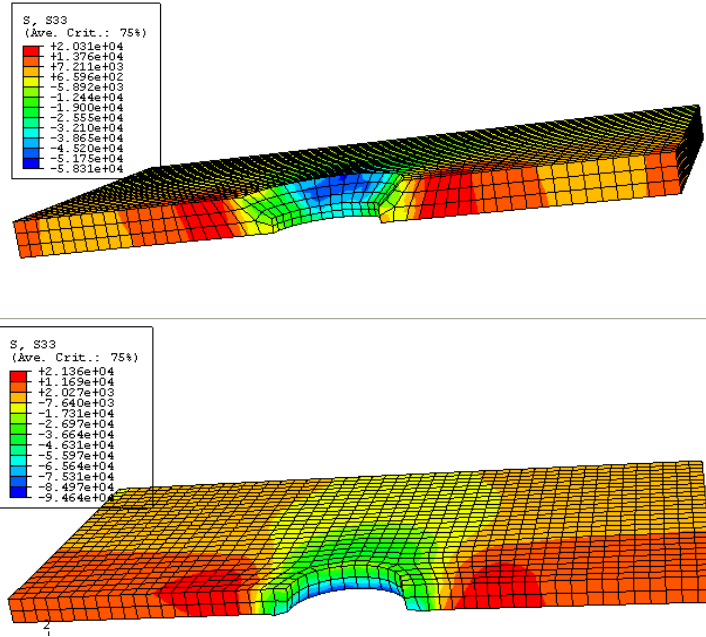 S, S33
(Ave. Crit.: 75%)
+2.031e+04
+1.376e+04
+7.211e+03
+6.596e+02
-5.892e+03
-1.244e+04
-1.900e+04
-2.555e+04
-3.210e+04
-3.865e+04
-4.520e+04
-5.175e+04
-5.831e+04
S, S33
(Ave. Crit.: 75%)
+2.136e+04
+1.169e+04
+2.027e+03
-7.640e+03
-1.731e+04
-2.697e+04
-3.664e+04
-4.631e+04
-5.597e+04
-6.564e+04
-7.531e+04
-8.497e+04
-9.464e+04
2